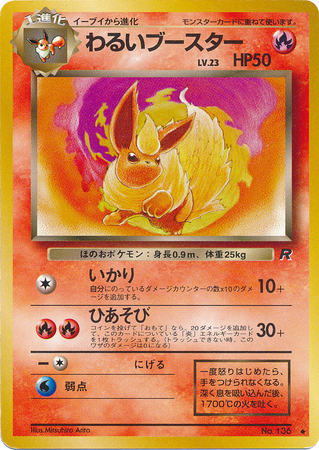 1進化
イーブイから進化
モンスターカードに重ねて使います。
わるいブースター
LV.23
HP50
ほのおポケモン：身長0.9m、体重25kg
R
いかり
10+
自分にのっているダメージカウンターの数×10のダメージを追加する。
ひあそび
30+
コインを投げて「おもて」なら、20ダメージを追加して、このカードについている「炎」エネルギーカードを1枚トラッシュする。（トラッシュできない時、このワザのダメージは0になる）
にげる
弱点
一度怒りはじめたら、
手をつけられなくなる。
深く息を吸い込んだ後、
1700℃の火を吐く。
Illus. Mitsuhiro Arita
No. 136